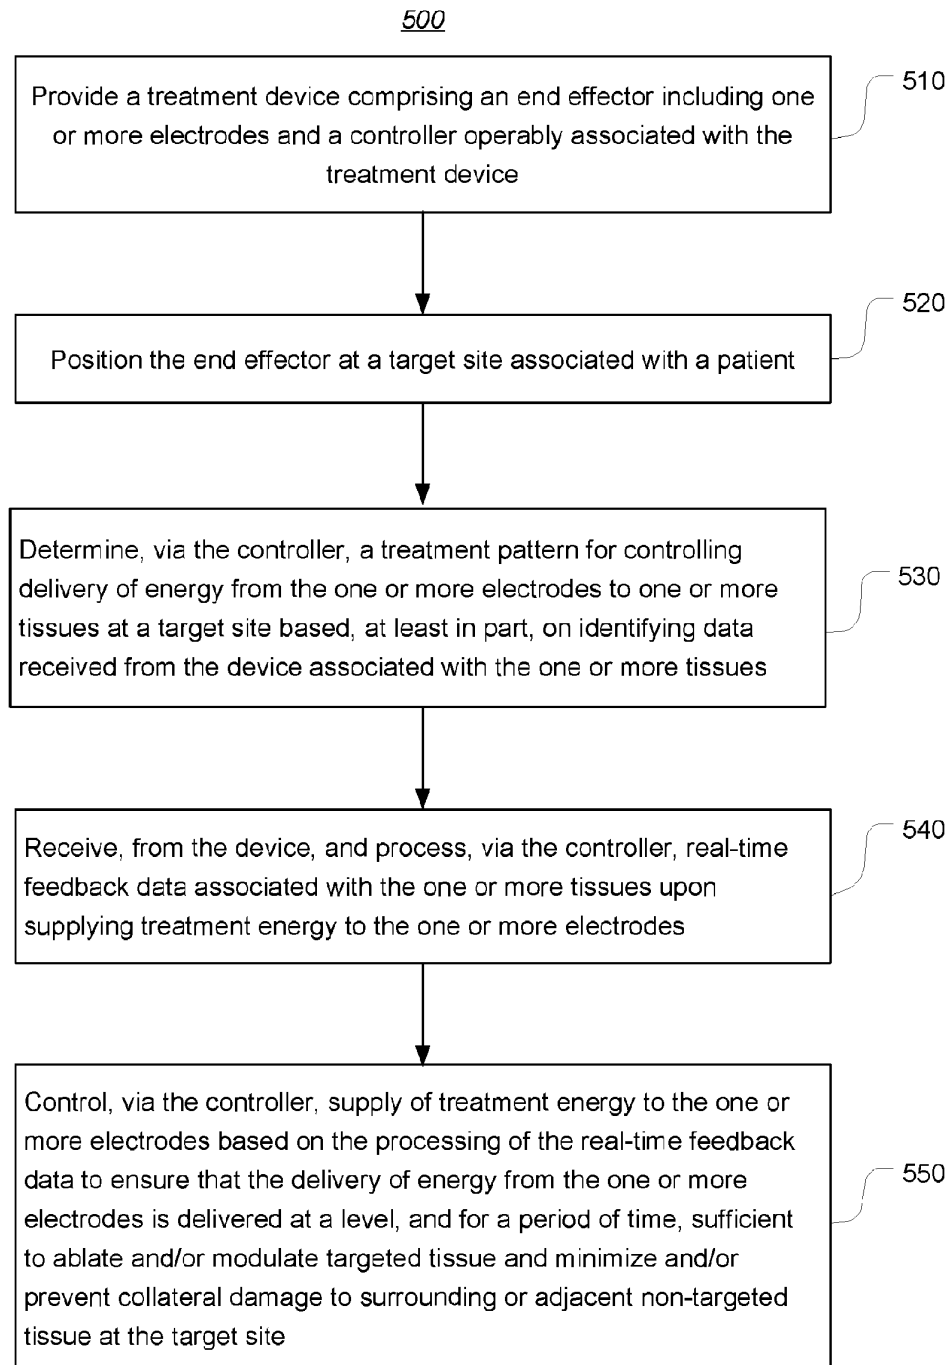 500
Provide a treatment device comprising an end effector including one
or more electrodes and a controller operably associated with the
treatment device
510
Position the end effector at a target site associated with a patient
520
Determine, via the controller, a treatment pattern for controlling
delivery of energy from the one or more electrodes to one or more
tissues at a target site based, at least in part, on identifying data
received from the device associated with the one or more tissues
530
Receive, from the device, and process, via the controller, real-time
feedback data associated with the one or more tissues upon
supplying treatment energy to the one or more electrodes
540
Control, via the controller, supply of treatment energy to the one or
more electrodes based on the processing of the real-time feedback
data to ensure that the delivery of energy from the one or more
electrodes is delivered at a level, and for a period of time, sufficient
to ablate and/or modulate targeted tissue and minimize and/or
prevent collateral damage to surrounding or adjacent non-targeted
tissue at the target site
550